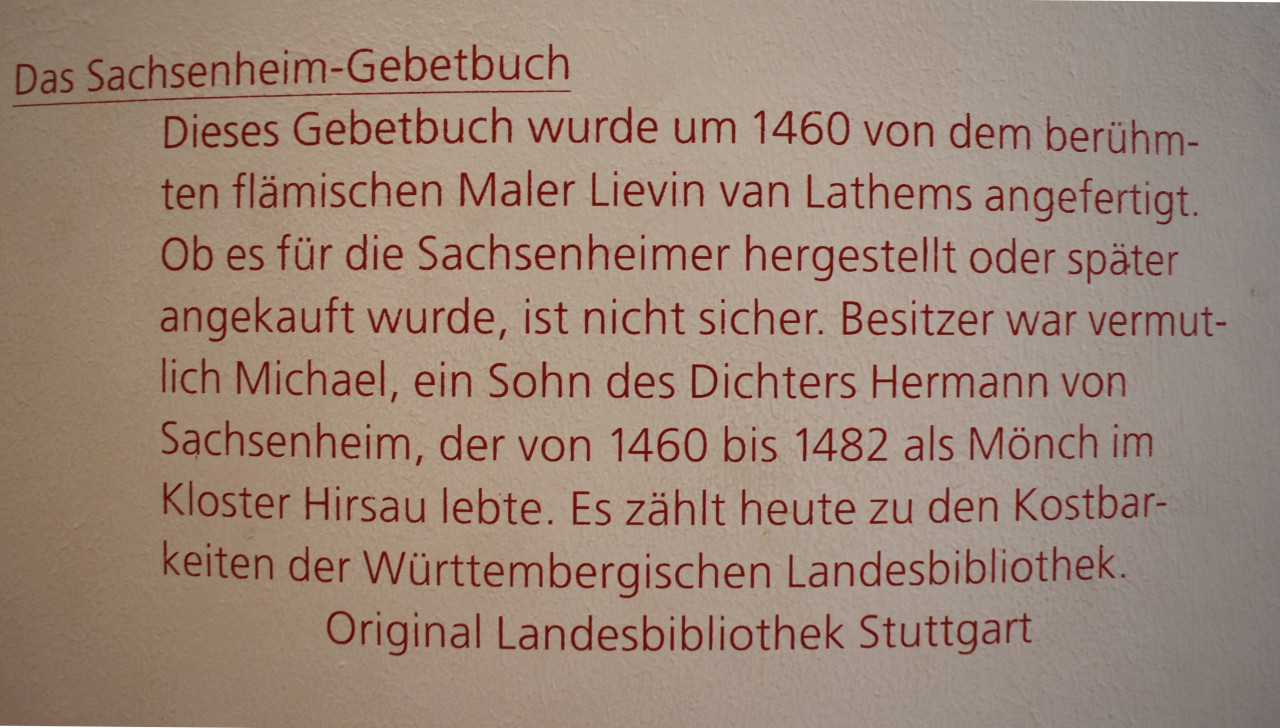 Das Sachsenheim-Gebetbuch
Dieses Gebetbuch wurde um 1460 von dem berühm-
ten flämischen Maler Lievin van Lathems angefertigt.
Ob es für die Sachsenheimer hergestellt oder später
angekauft wurde, ist nicht sicher. Besitzer war vermut-
lich Michael, ein Sohn des Dichters Hermann von
Sachsenheim, der von 1460 bis 1482 als Mönch im
Kloster Hirsau lebte. Es zählt heute zu den Kostbar-
keiten der Württembergischen Landesbibliothek.
Original Landesbibliothek Stuttgart